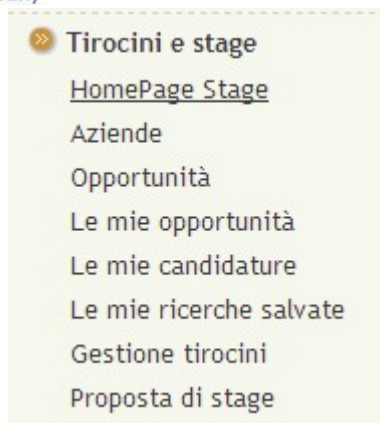 Tirocini e stage
HomePage Stage
Aziende
Opportunità
Le mie opportunità
Le mie candidature
Le mie ricerche salvate
Gestione tirocini
Proposta di stage